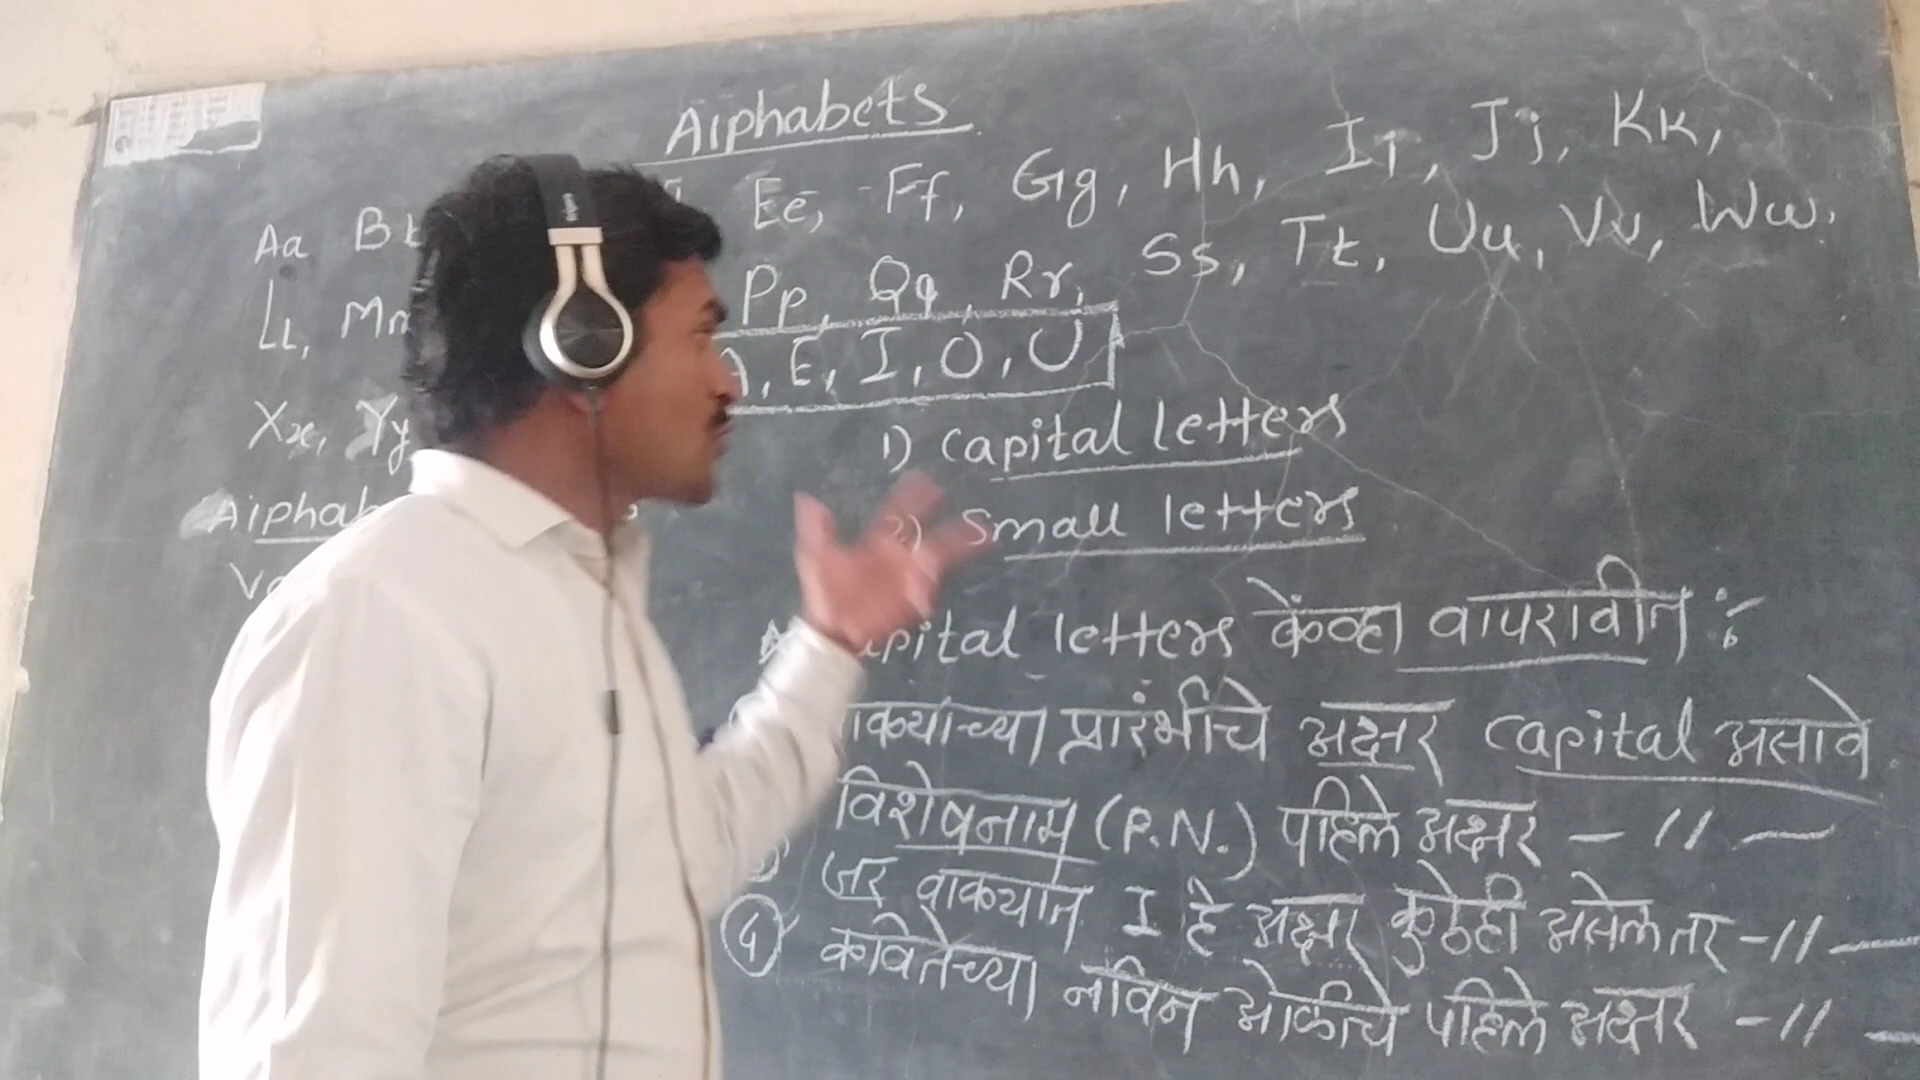 Alphabets
Aa Bb Ee, Ff, Gg, Hh, Ii, Jj, Kk,
LL, Mm Pp, Qq, Rr, Ss, Tt, Uu, Vv, Ww.
A, E, I, O, U
Xx, Yy
1) Capital letters
Alphab
2) Small letters
Capital letters केंव्हा वापरावीत :-
वाक्याच्या प्रारंभीचे अक्षर Capital असावे.
विशेषनाम (P.N.) पहिले अक्षर - " -
3) जर वाक्यात I हे अक्षर कुठेही असेल तर - " -
4) कवितेच्या नविन ओळीचे पहिले अक्षर - " -